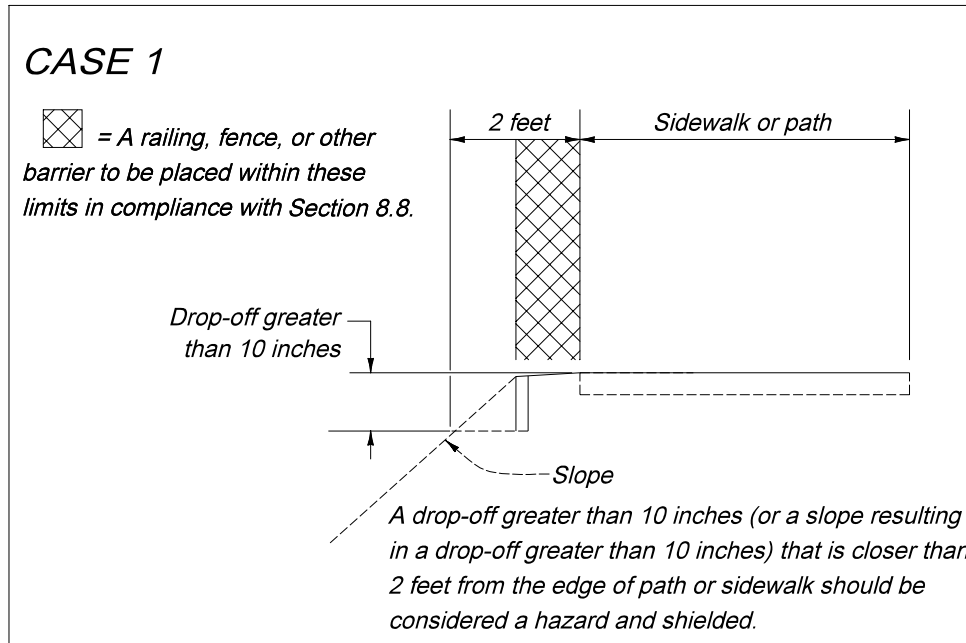 CASE 1
= A railing, fence, or other
barrier to be placed within these
limits in compliance with Section 8.8.
2 feet
Sidewalk or path
Drop-off greater
than 10 inches
Slope
A drop-off greater than 10 inches (or a slope resulting
in a drop-off greater than 10 inches) that is closer than
2 feet from the edge of path or sidewalk should be
considered a hazard and shielded.